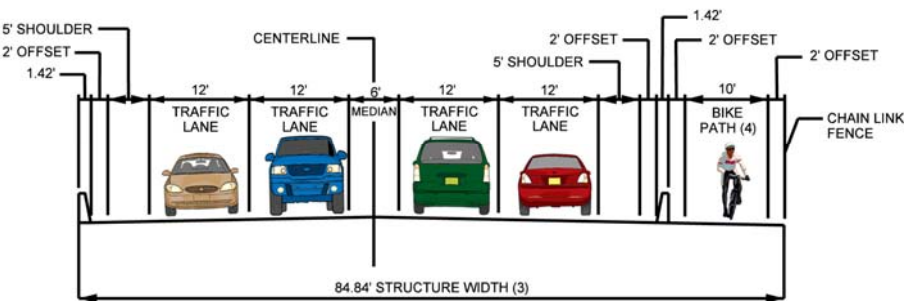 5' SHOULDER
2' OFFSET
1.42'
CENTERLINE
2' OFFSET
5' SHOULDER
1.42'
2' OFFSET
2' OFFSET
12'
TRAFFIC
LANE
12'
TRAFFIC
LANE
6'
MEDIAN
12'
TRAFFIC
LANE
12'
TRAFFIC
LANE
10'
BIKE
PATH (4)
CHAIN LINK
FENCE
84.84' STRUCTURE WIDTH (3)